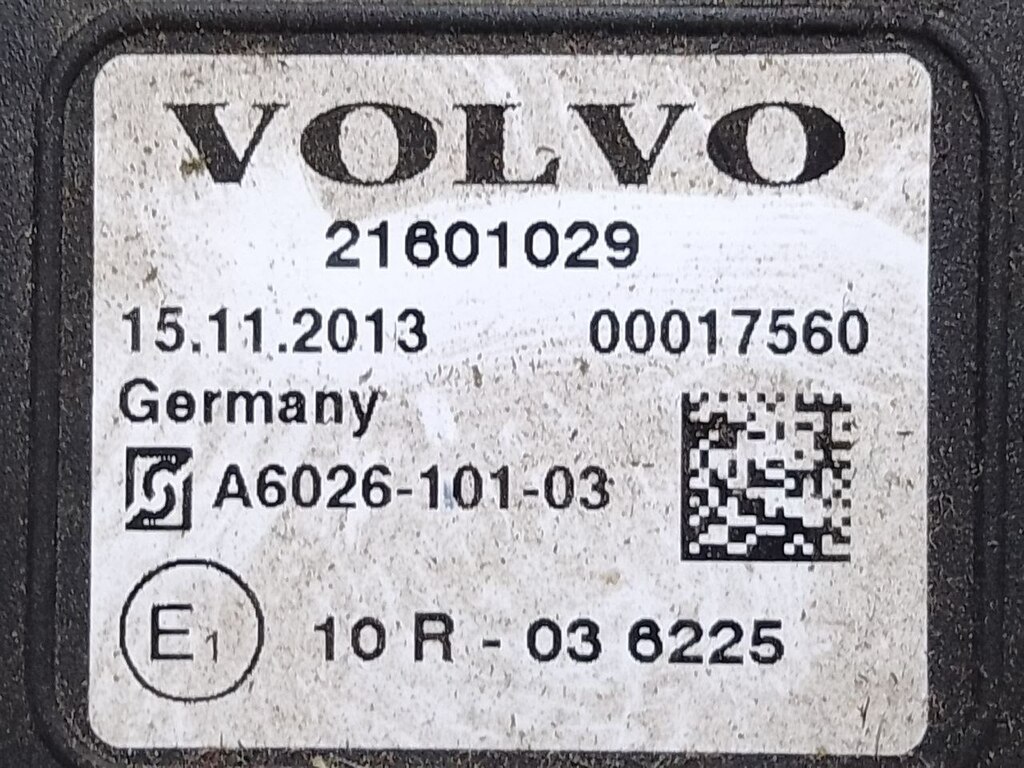 VOLVO
21601029
15.11.2013 00017560
Germany
A6026-101-03
E1 10 R - 03 6225